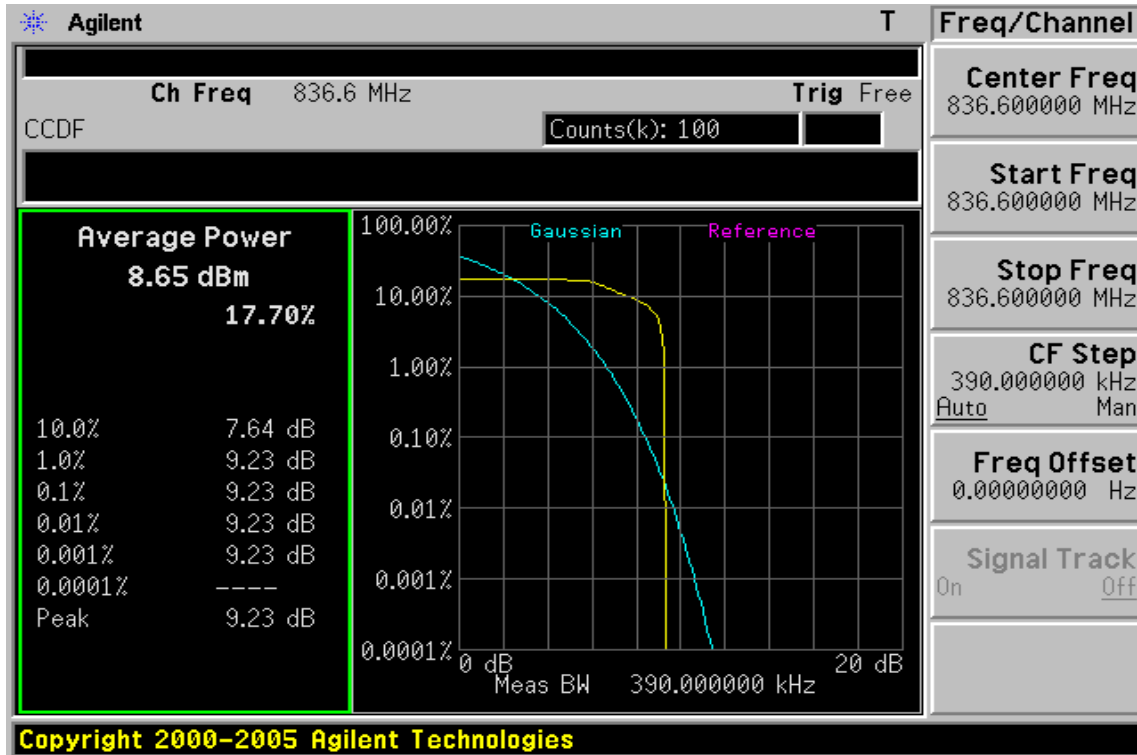 Agilent T
Ch Freq 836.6 MHz Trig Free
CCDF Counts(k): 100
Average Power
8.65 dBm
17.70%
10.0% 7.64 dB
1.0% 9.23 dB
0.1% 9.23 dB
0.01% 9.23 dB
0.001% 9.23 dB
0.0001% ----
Peak 9.23 dB
Gaussian Reference
100.00%
10.00%
1.00%
0.10%
0.01%
0.001%
0.0001%
0 dB 20 dB
Meas BW 390.000000 kHz
Freq/Channel
Center Freq
836.600000 MHz
Start Freq
836.600000 MHz
Stop Freq
836.600000 MHz
CF Step
390.000000 kHz
Auto Man
Freq Offset
0.00000000 Hz
Signal Track
On Off
Copyright 2000-2005 Agilent Technologies